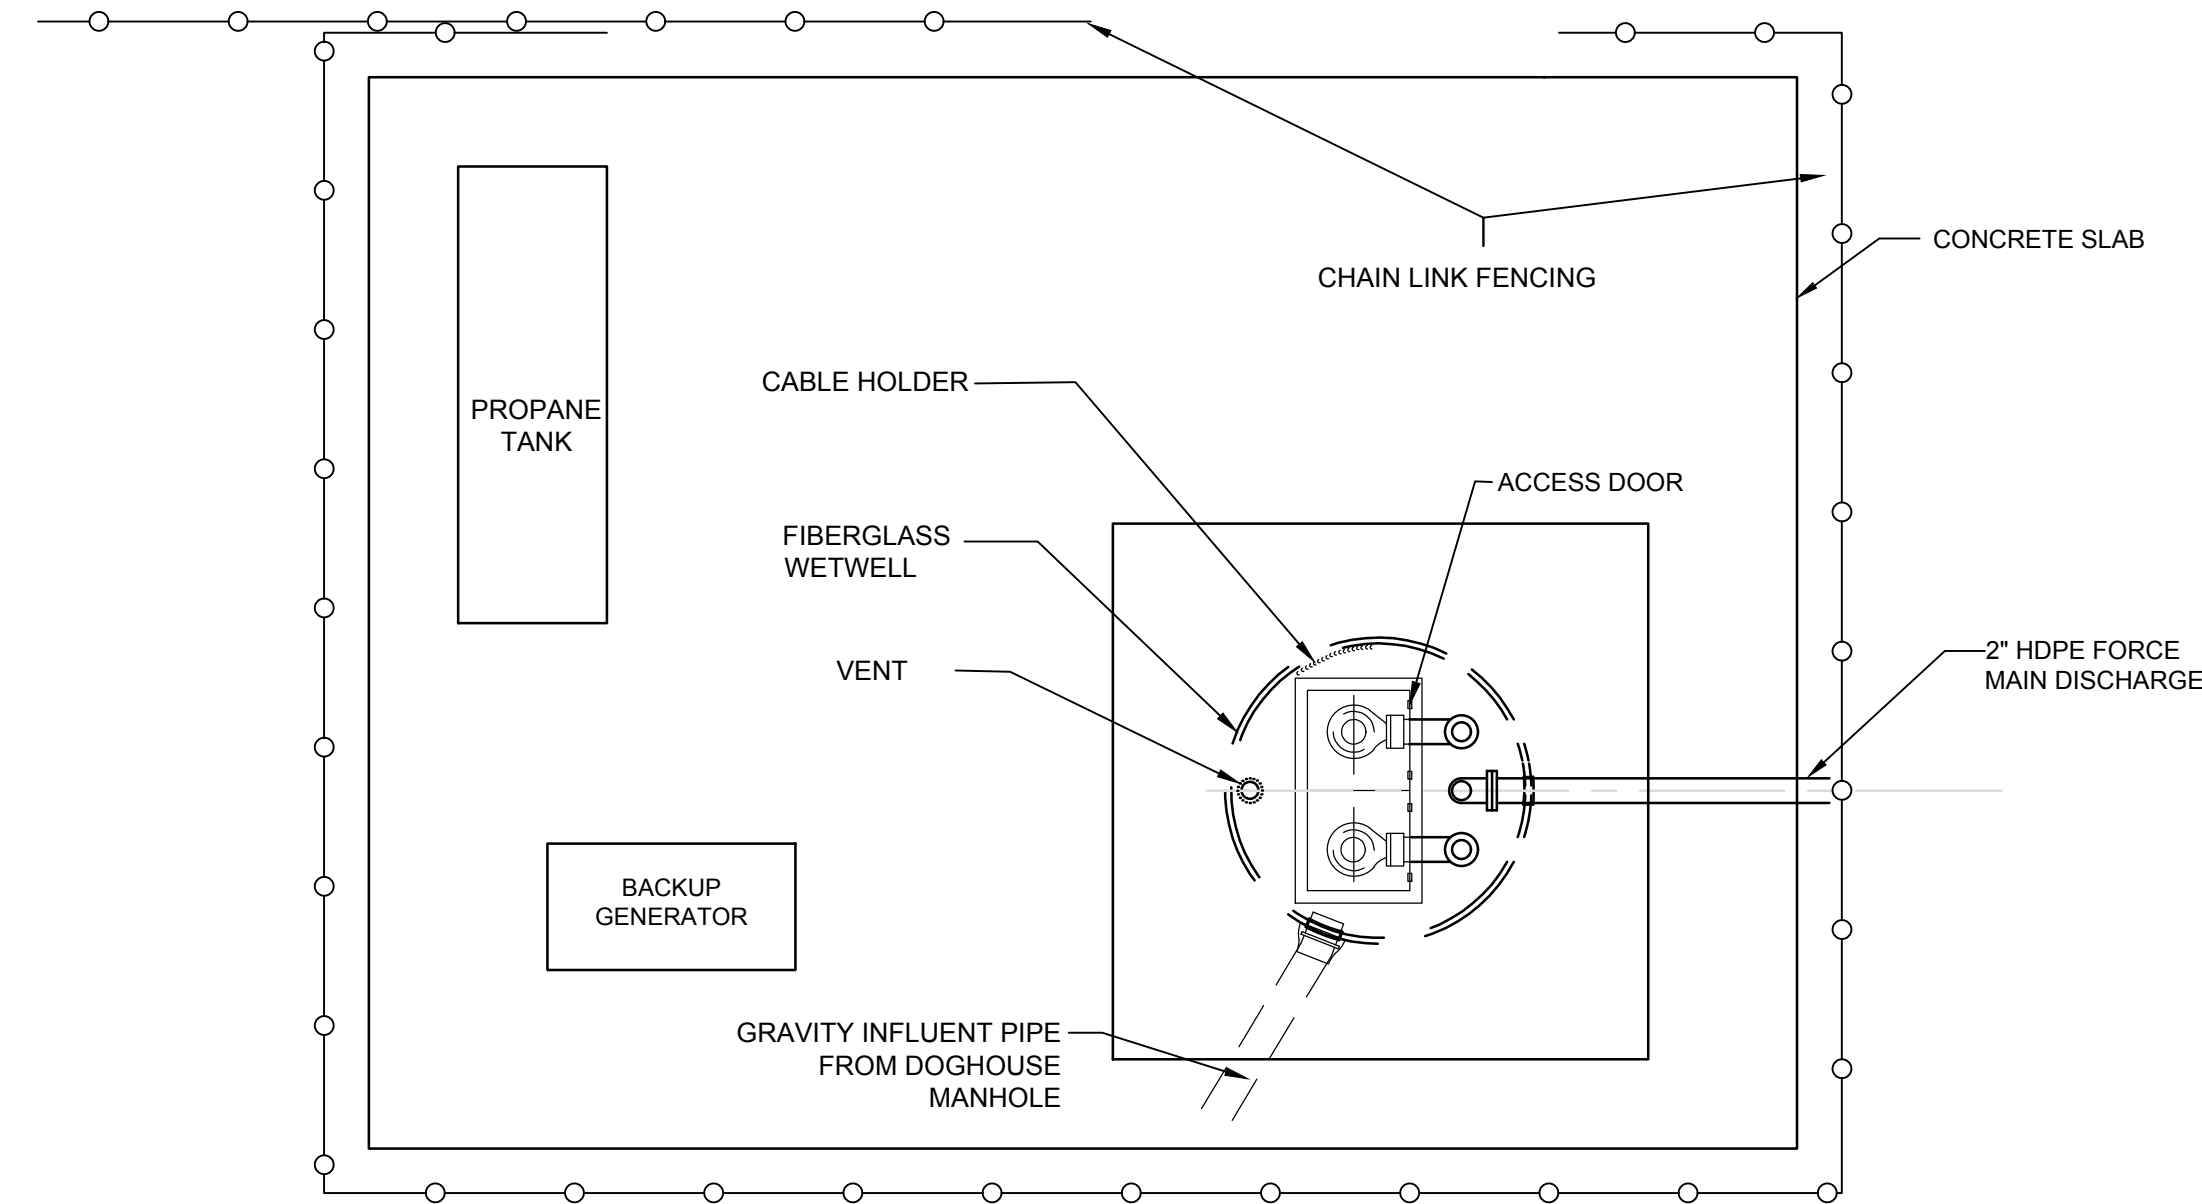 CONCRETE SLAB
CHAIN LINK FENCING
CABLE HOLDER
PROPANE
TANK
ACCESS DOOR
FIBERGLASS
WETWELL
2" HDPE FORCE
MAIN DISCHARGE
VENT
BACKUP
GENERATOR
GRAVITY INFLUENT PIPE
FROM DOGHOUSE
MANHOLE